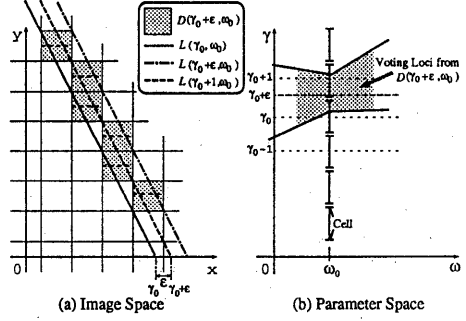 y
D(γ₀+ε,ω₀)
L(γ₀,ω₀)
L(γ₀+ε,ω₀)
L(γ₀+1,ω₀)
0
x
ε
γ₀ γ₀+ε
(a) Image Space
γ
Voting Loci from
D(γ₀+ε,ω₀)
γ₀+1
γ₀+ε
γ₀
γ₀-1
Cell
0
ω₀
ω
(b) Parameter Space